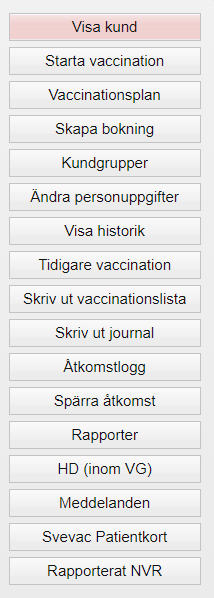 Visa kund
Starta vaccination
Vaccinationsplan
Skapa bokning
Kundgrupper
Ändra personuppgifter
Visa historik
Tidigare vaccination
Skriv ut vaccinationslista
Skriv ut journal
Åtkomstlogg
Spärra åtkomst
Rapporter
HD (inom VG)
Meddelanden
Svevac Patientkort
Rapporterat NVR